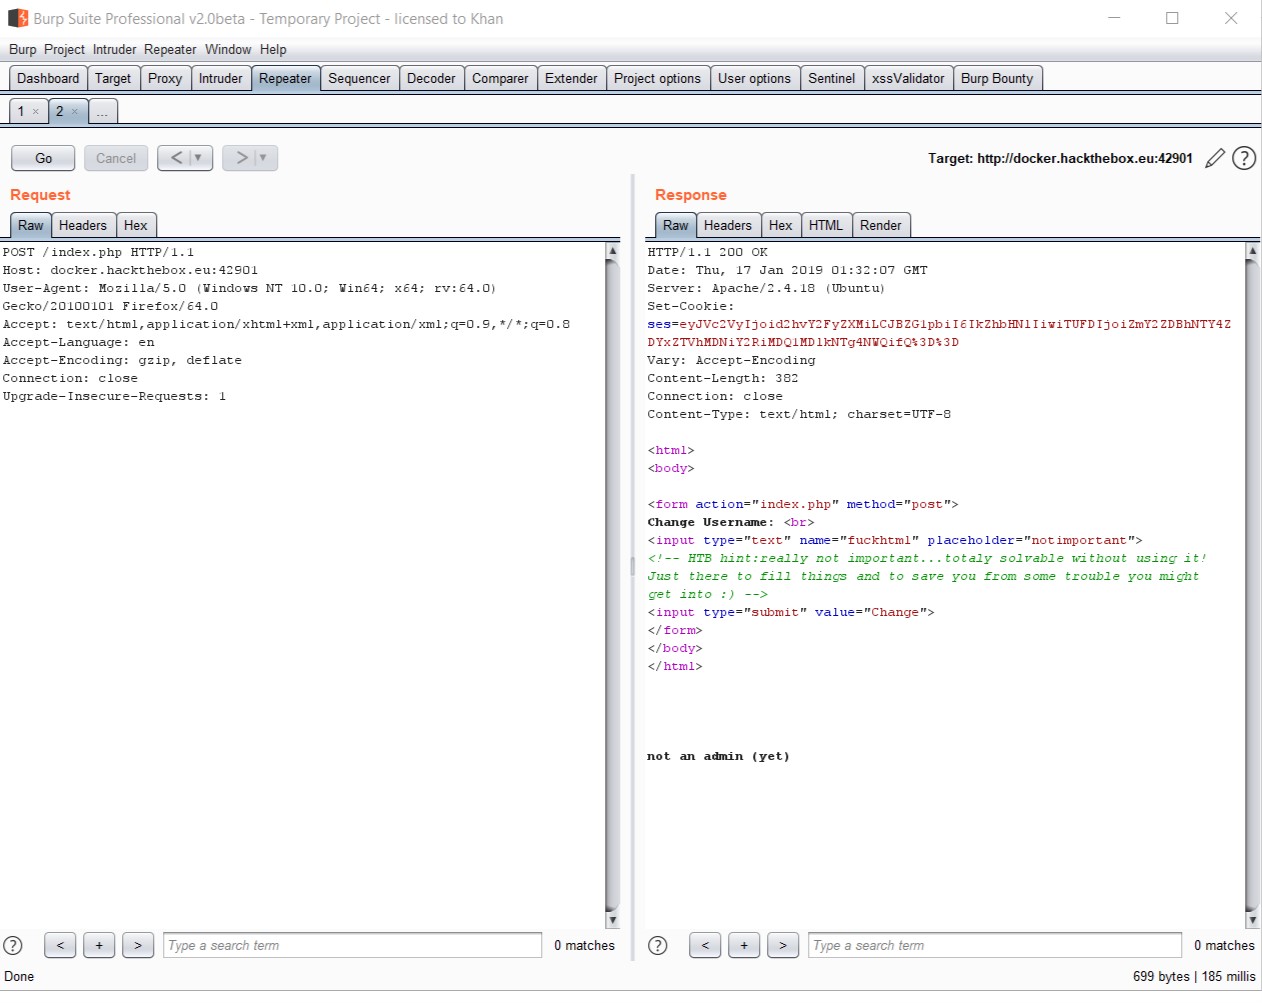 Burp Suite Professional v2.0beta - Temporary Project - licensed to Khan
Burp Project Intruder Repeater Window Help
Dashboard Target Proxy Intruder Repeater Sequencer Decoder Comparer Extender Project options User options Sentinel xssValidator Burp Bounty
1 × 2 × ...
Go Cancel < > Target: http://docker.hackthebox.eu:42901 ?
Request
Raw Headers Hex
POST /index.php HTTP/1.1
Host: docker.hackthebox.eu:42901
User-Agent: Mozilla/5.0 (Windows NT 10.0; Win64; x64; rv:64.0)
Gecko/20100101 Firefox/64.0
Accept: text/html,application/xhtml+xml,application/xml;q=0.9,*/*;q=0.8
Accept-Language: en
Accept-Encoding: gzip, deflate
Connection: close
Upgrade-Insecure-Requests: 1
? < + > Type a search term 0 matches
Response
Raw Headers Hex HTML Render
HTTP/1.1 200 OK
Date: Thu, 17 Jan 2019 01:32:07 GMT
Server: Apache/2.4.18 (Ubuntu)
Set-Cookie:
ses=eyJVc2VyIjoid2hvY2FyZXMiLCJBZG1pbiI6IkZhbHNlIiwiTUFDIjoiZmY2ZDBhNTY4Z
DYxZTVhMDNiY2RiMDQ1MDlkNTg4NWQifQ%3D%3D
Vary: Accept-Encoding
Content-Length: 382
Connection: close
Content-Type: text/html; charset=UTF-8
<html>
<body>
<form action="index.php" method="post">
Change Username: <br>
<input type="text" name="fuckhtml" placeholder="notimportant">
<!-- HTB hint:really not important...totaly solvable without using it!
Just there to fill things and to save you from some trouble you might
get into :) -->
<input type="submit" value="Change">
</form>
</body>
</html>
not an admin (yet)
? < + > Type a search term 0 matches
Done 699 bytes | 185 millis